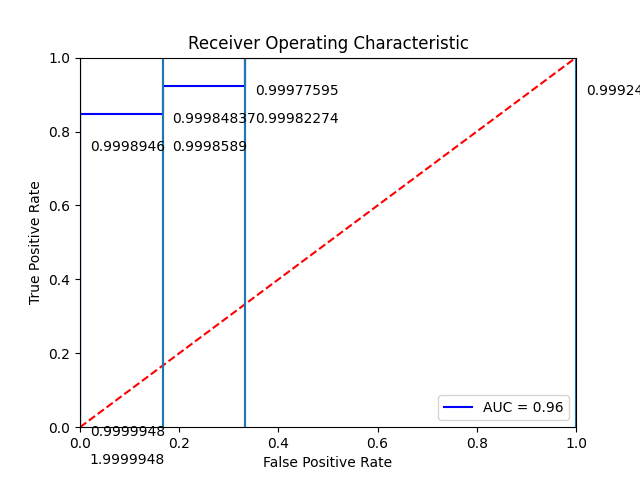 Receiver Operating Characteristic
1.0
0.99977595
0.99924
0.99984837
0.99982274
0.8
0.9998946
0.9998589
0.6
True Positive Rate
0.4
0.2
AUC = 0.96
0.0
0.9999948
0.0 0.2 0.4 0.6 0.8 1.0
1.9999948
False Positive Rate